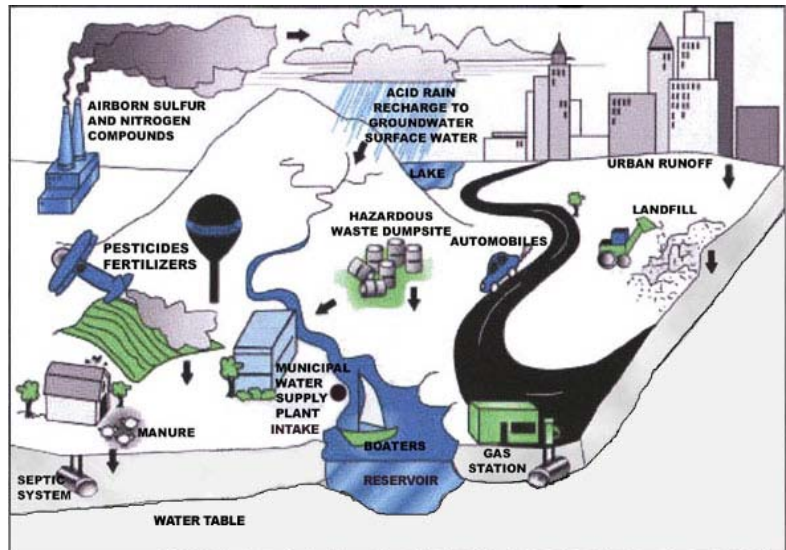 AIRBORN SULFUR
AND NITROGEN
COMPOUNDS
ACID RAIN
RECHARGE TO
GROUNDWATER
SURFACE WATER
LAKE
URBAN RUNOFF
PESTICIDES
FERTILIZERS
HAZARDOUS
WASTE DUMPSITE
AUTOMOBILES
LANDFILL
MUNICIPAL
WATER
SUPPLY
PLANT
INTAKE
MANURE
BOATERS
GAS
STATION
SEPTIC
SYSTEM
RESERVOIR
WATER TABLE